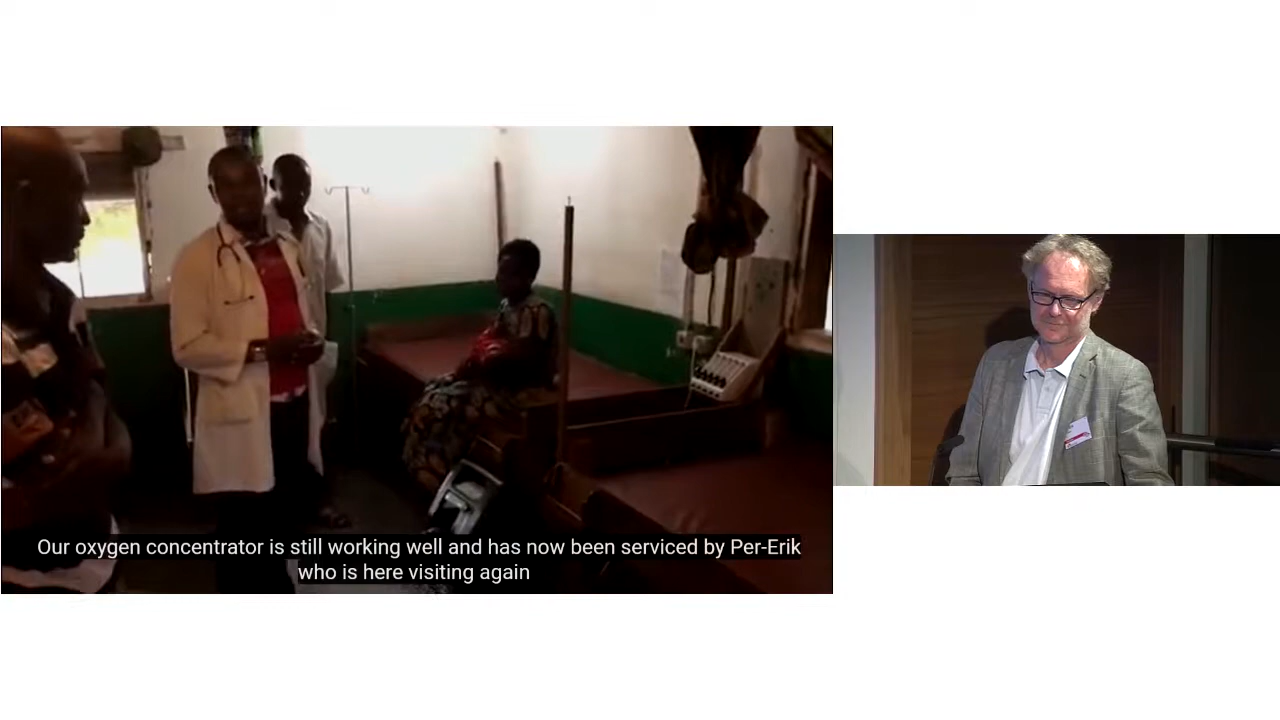 Our oxygen concentrator is still working well and has now been serviced by Per-Erik
who is here visiting again